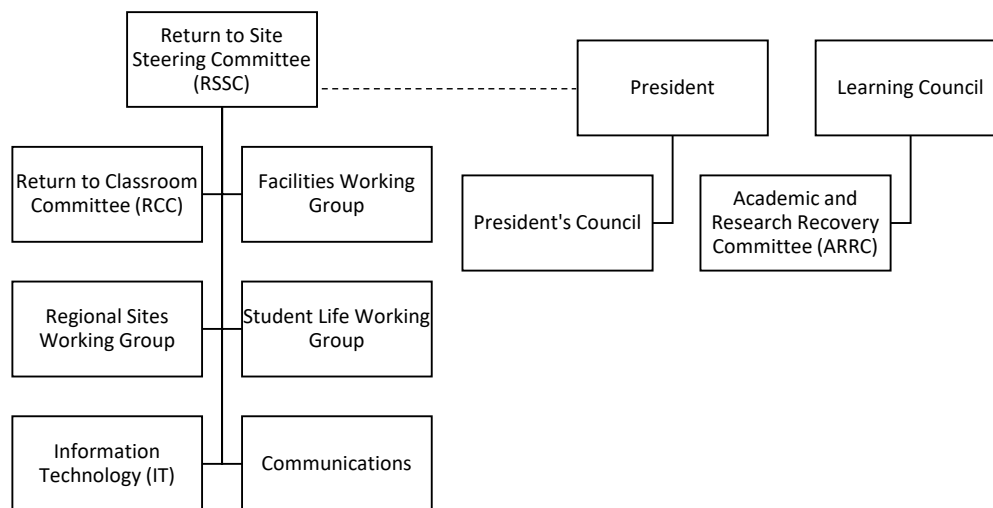 Return to Site
Steering Committee
(RSSC)
President
Learning Council
Return to Classroom
Committee (RCC)
Facilities Working
Group
President's Council
Academic and
Research Recovery
Committee (ARRC)
Regional Sites
Working Group
Student Life Working
Group
Information
Technology (IT)
Communications